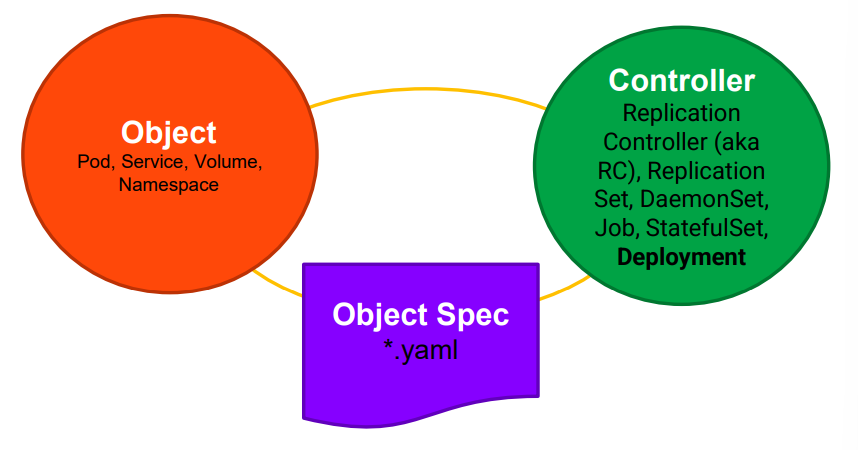 Object
Pod, Service, Volume,
Namespace
Controller
Replication
Controller (aka
RC), Replication
Set, DaemonSet,
Job, StatefulSet,
Deployment
Object Spec
*.yaml